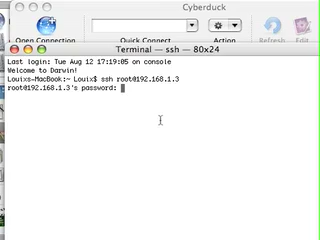 Cyberduck
Open Connection
Quick Connect
Action
Refresh
Edit
Terminal — ssh — 80x24
Last login: Tue Aug 12 17:19:05 on console
Welcome to Darwin!
Louixs-MacBook:~ Louix$ ssh root@192.168.1.3
root@192.168.1.3's password: